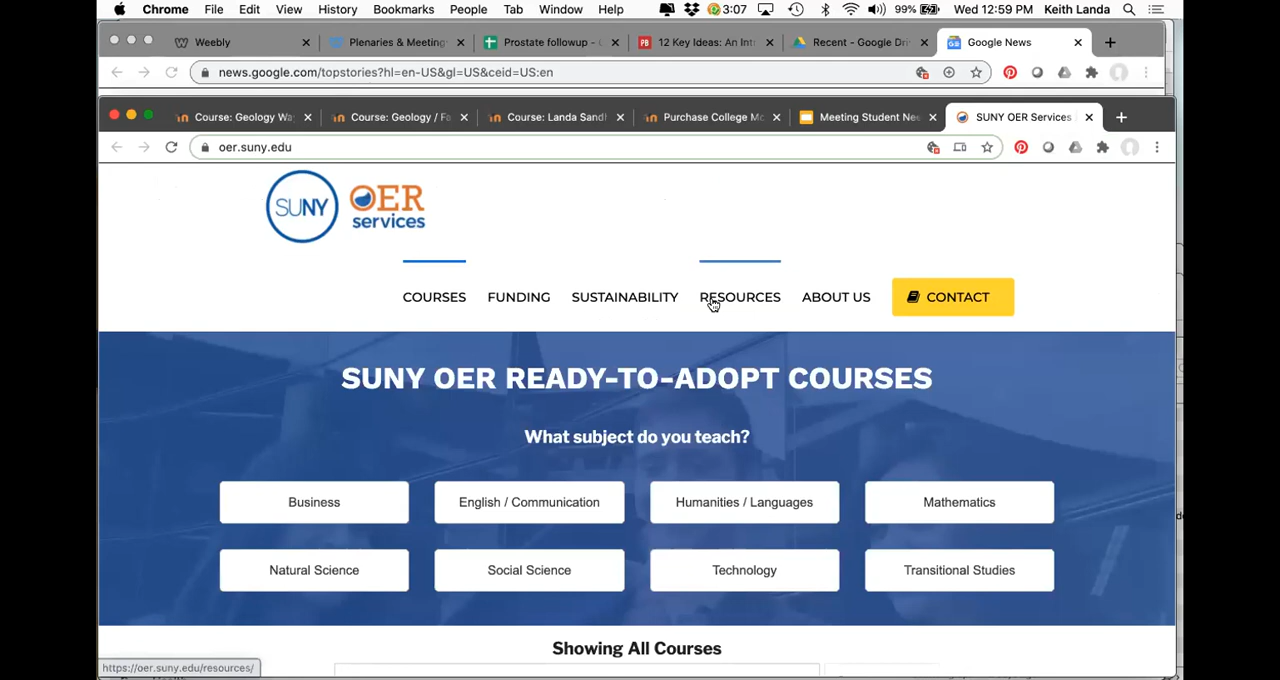 Chrome File Edit View History Bookmarks People Tab Window Help 3:07 99% Wed 12:59 PM Keith Landa
Weebly Plenaries & Meeting Prostate followup - 12 Key Ideas: An Int Recent - Google Dri Google News
news.google.com/topstories?hl=en-US&gl=US&ceid=US:en
Course: Geology Wa Course: Geology / Fa Course: Landa Sand Purchase College Mo Meeting Student Nee SUNY OER Services
oer.suny.edu
SUNY OER
services
COURSES FUNDING SUSTAINABILITY RESOURCES ABOUT US CONTACT
SUNY OER READY-TO-ADOPT COURSES
What subject do you teach?
Business English / Communication Humanities / Languages Mathematics
Natural Science Social Science Technology Transitional Studies
Showing All Courses
https://oer.suny.edu/resources/